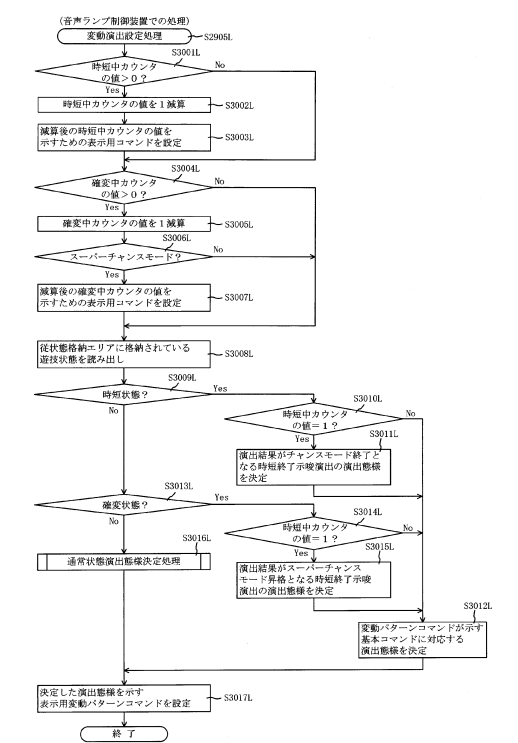 (音声ランプ制御装置での処理)
変動演出設定処理
S2905L
S3001L
時短中カウンタ
の値>0?
No
Yes
時短中カウンタの値を1減算
S3002L
減算後の時短中カウンタの値を
示すための表示用コマンドを設定
S3003L
S3004L
確変中カウンタ
の値>0?
No
Yes
確変中カウンタの値を1減算
S3005L
S3006L
スーパーチャンスモード?
No
Yes
減算後の確変中カウンタの値を
示すための表示用コマンドを設定
S3007L
従状態格納エリアに格納されている
遊技状態を読み出し
S3008L
S3009L
時短状態?
Yes
No
S3010L
時短中カウンタ
の値=1?
No
Yes
S3011L
演出結果がチャンスモード終了と
なる時短終了示唆演出の演出態様
を決定
S3013L
確変状態?
Yes
No
S3014L
時短中カウンタ
の値=1?
No
Yes
S3015L
演出結果がスーパーチャンス
モード昇格となる時短終了示唆
演出の演出態様を決定
S3016L
通常状態演出態様決定処理
S3012L
変動パターンコマンドが示す
基本コマンドに対応する
演出態様を決定
決定した演出態様を示す
表示用変動パターンコマンドを設定
S3017L
終了